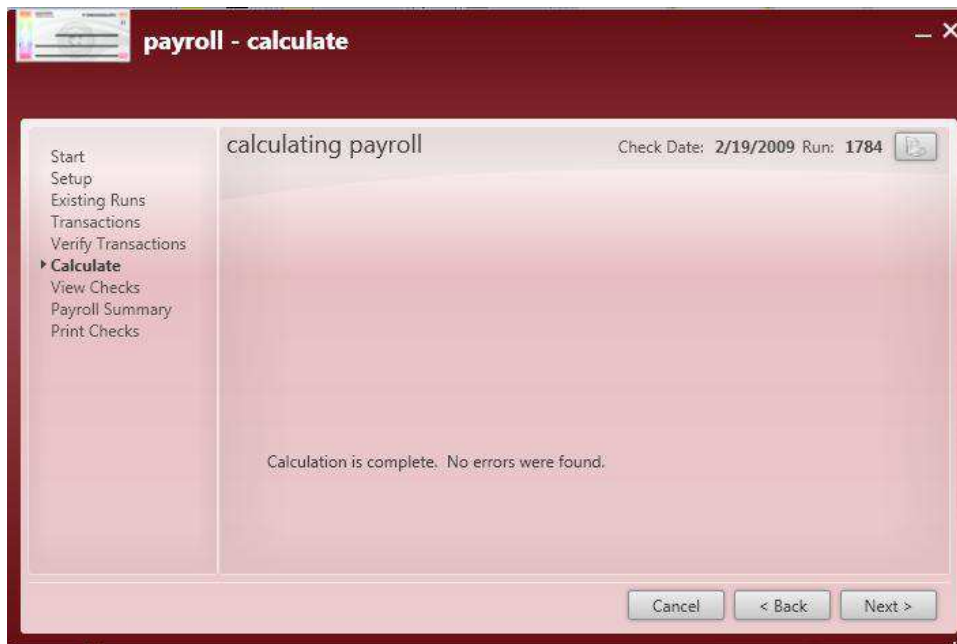 payroll - calculate
Start
Setup
Existing Runs
Transactions
Verify Transactions
Calculate
View Checks
Payroll Summary
Print Checks
calculating payroll
Check Date: 2/19/2009 Run: 1784
Calculation is complete. No errors were found.
Cancel
< Back
Next >